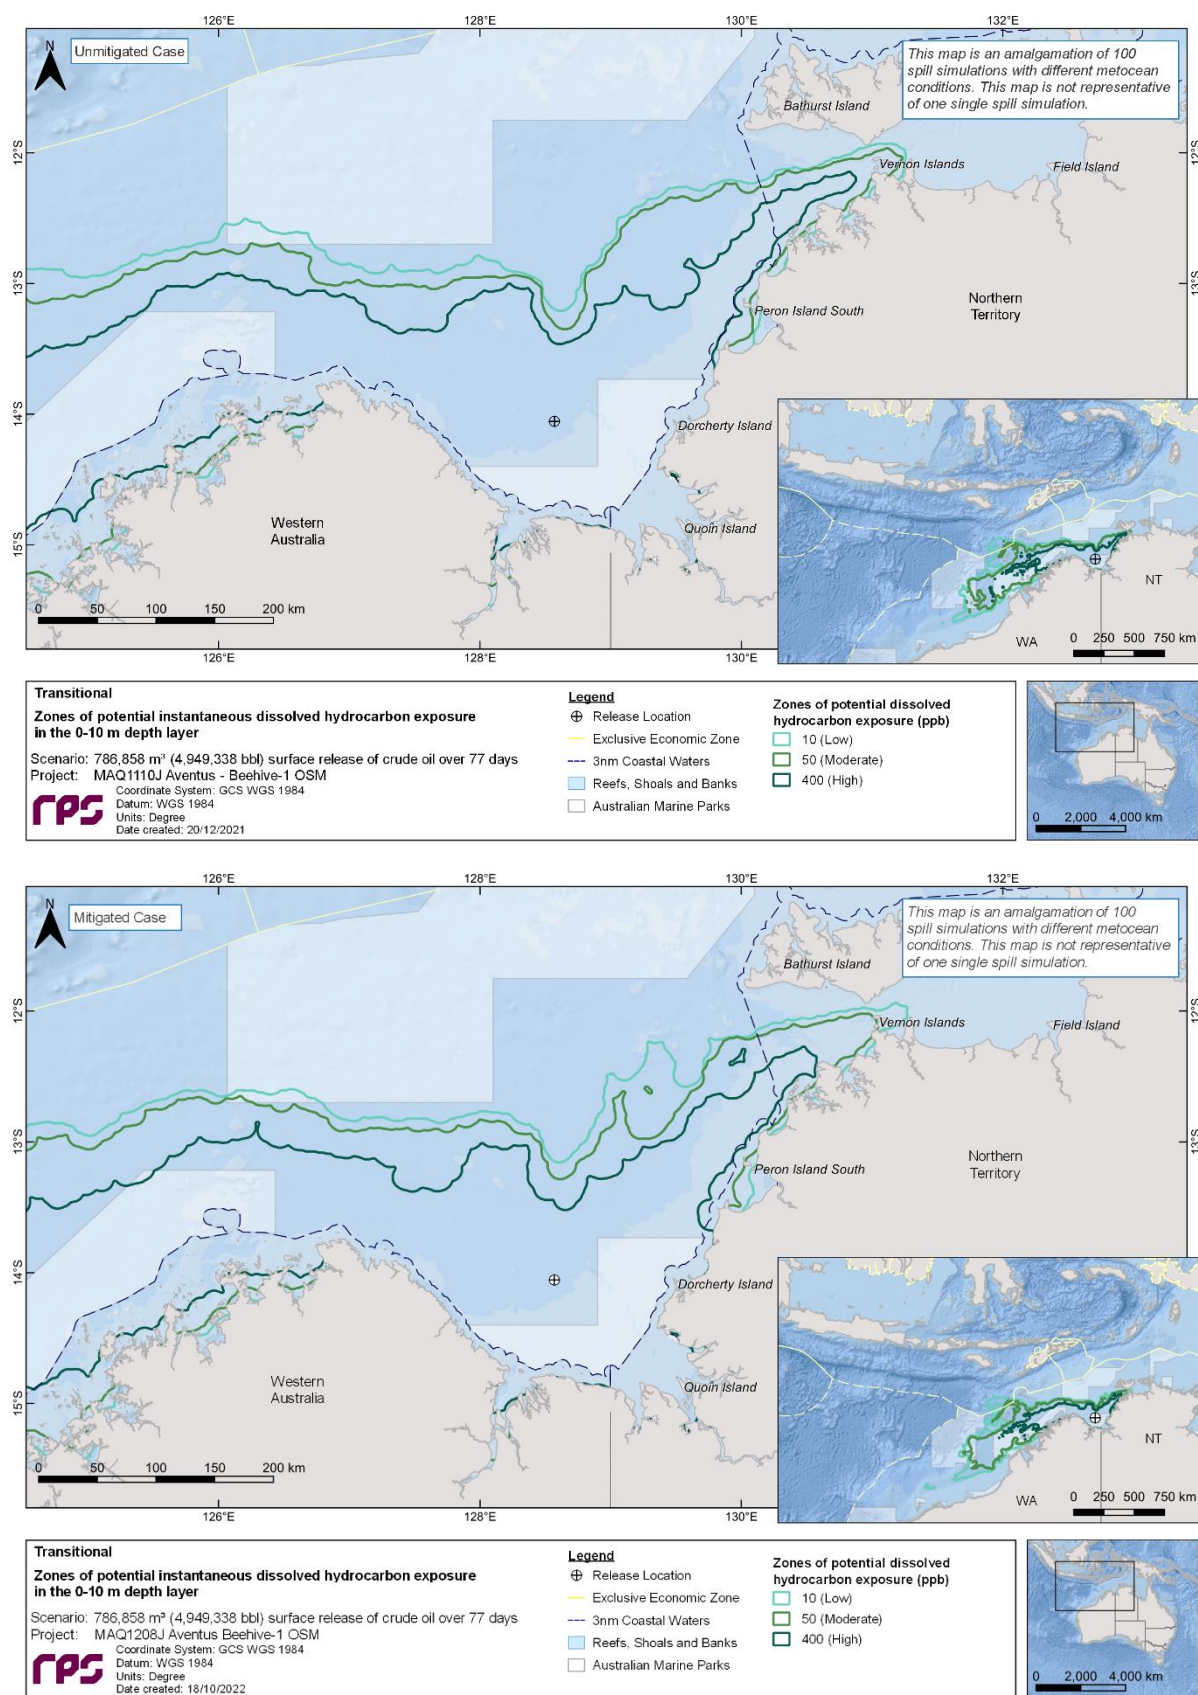 126°E
128°E
130°E
132°E
N
Unmitigated Case
This map is an amalgamation of 100
spill simulations with different metocean
conditions. This map is not representative
of one single spill simulation.
Bathurst Island
12°S
12°S
Vernon Islands
Field Island
13°S
13°S
Peron Island South
Northern
Territory
14°S
Dorcherty Island
Western
Australia
Quoin Island
15°S
NT
WA
0 50 100 150 200 km
0 250 500 750 km
126°E
128°E
130°E
Transitional
Zones of potential instantaneous dissolved hydrocarbon exposure
in the 0-10 m depth layer
Scenario: 786,858 m³ (4,949,338 bbl) surface release of crude oil over 77 days
Project: MAQ1110J Aventus - Beehive-1 OSM
rps
Coordinate System: GCS WGS 1984
Datum: WGS 1984
Units: Degree
Date created: 20/12/2021
Legend
Release Location
Exclusive Economic Zone
3nm Coastal Waters
Reefs, Shoals and Banks
Australian Marine Parks
Zones of potential dissolved
hydrocarbon exposure (ppb)
10 (Low)
50 (Moderate)
400 (High)
0 2,000 4,000 km
126°E
128°E
130°E
132°E
N
Mitigated Case
This map is an amalgamation of 100
spill simulations with different metocean
conditions. This map is not representative
of one single spill simulation.
Bathurst Island
12°S
12°S
Vernon Islands
Field Island
13°S
13°S
Peron Island South
Northern
Territory
14°S
Dorcherty Island
Western
Australia
Quoin Island
15°S
NT
WA
0 50 100 150 200 km
0 250 500 750 km
126°E
128°E
130°E
Transitional
Zones of potential instantaneous dissolved hydrocarbon exposure
in the 0-10 m depth layer
Scenario: 786,858 m³ (4,949,338 bbl) surface release of crude oil over 77 days
Project: MAQ1208J Aventus Beehive-1 OSM
rps
Coordinate System: GCS WGS 1984
Datum: WGS 1984
Units: Degree
Date created: 18/10/2022
Legend
Release Location
Exclusive Economic Zone
3nm Coastal Waters
Reefs, Shoals and Banks
Australian Marine Parks
Zones of potential dissolved
hydrocarbon exposure (ppb)
10 (Low)
50 (Moderate)
400 (High)
0 2,000 4,000 km